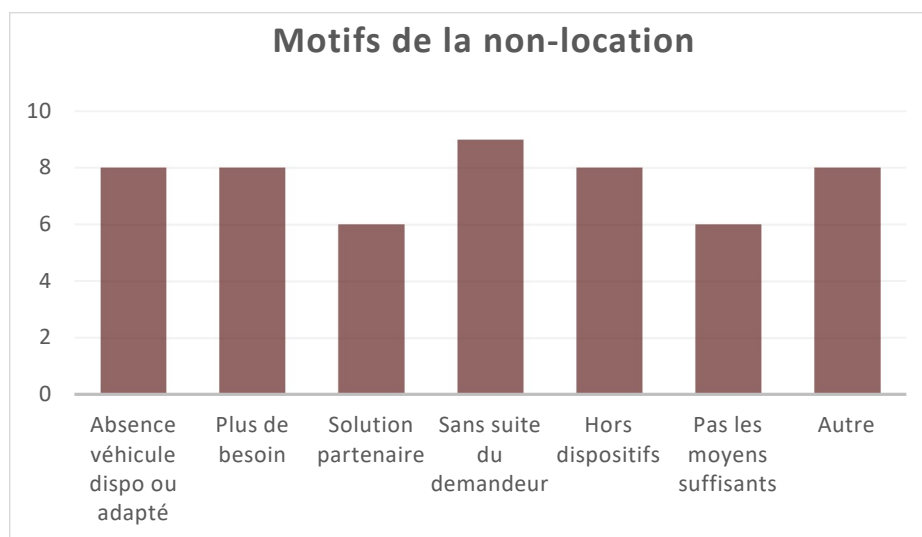 Motifs de la non-location
10
8
6
4
2
0
Absence
véhicule
dispo ou
adapté
Plus de
besoin
Solution
partenaire
Sans suite
du
demandeur
Hors
dispositifs
Pas les
moyens
suffisants
Autre